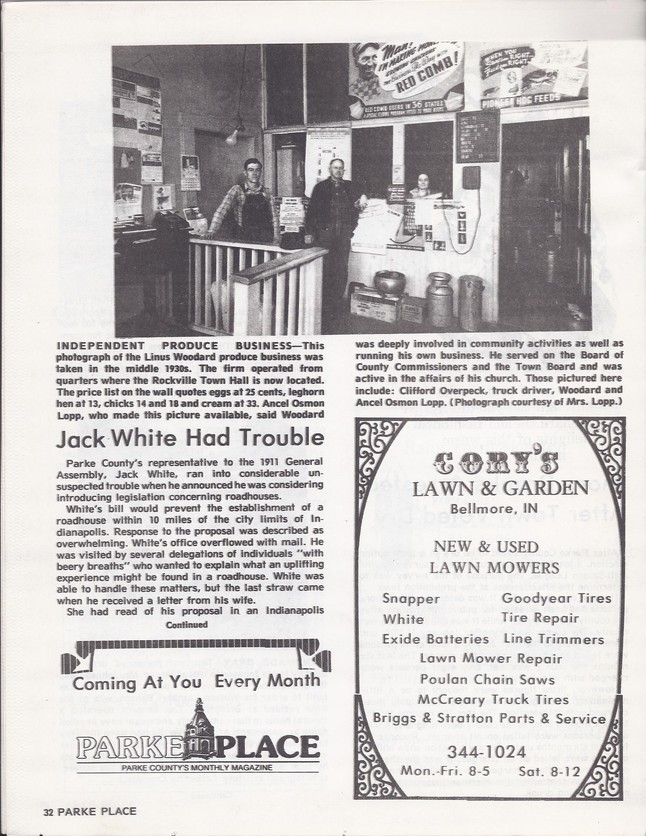 Man!
RED COMB!
RED COMB USERS IN 36 STATES
PIONEER HOG FEEDS
INDEPENDENT PRODUCE BUSINESS—This
photograph of the Linus Woodard produce business was
taken in the middle 1930s. The firm operated from
quarters where the Rockville Town Hall is now located.
The price list on the wall quotes eggs at 25 cents, leghorn
hen at 13, chicks 14 and 18 and cream at 33. Ancel Osmon
Lopp, who made this picture available, said Woodard
was deeply involved in community activities as well as
running his own business. He served on the Board of
County Commissioners and the Town Board and was
active in the affairs of his church. Those pictured here
include: Clifford Overpeck, truck driver, Woodard and
Ancel Osmon Lopp. (Photograph courtesy of Mrs. Lopp.)
Jack White Had Trouble
Parke County's representative to the 1911 General
Assembly, Jack White, ran into considerable un-
suspected trouble when he announced he was considering
introducing legislation concerning roadhouses.
White's bill would prevent the establishment of a
roadhouse within 10 miles of the city limits of In-
dianapolis. Response to the proposal was described as
overwhelming. White's office overflowed with mail. He
was visited by several delegations of individuals "with
beery breaths" who wanted to explain what an uplifting
experience might be found in a roadhouse. White was
able to handle these matters, but the last straw came
when he received a letter from his wife.
She had read of his proposal in an Indianapolis
Continued
Coming At You Every Month
PARKE PLACE
PARKE COUNTY'S MONTHLY MAGAZINE
CORY'S
LAWN & GARDEN
Bellmore, IN
NEW & USED
LAWN MOWERS
Snapper Goodyear Tires
White Tire Repair
Exide Batteries Line Trimmers
Lawn Mower Repair
Poulan Chain Saws
McCreary Truck Tires
Briggs & Stratton Parts & Service
344-1024
Mon.-Fri. 8-5 Sat. 8-12
32 PARKE PLACE